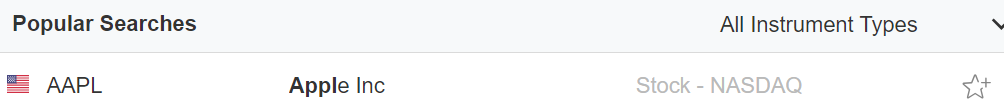 Popular Searches All Instrument Types
AAPL Apple Inc Stock - NASDAQ